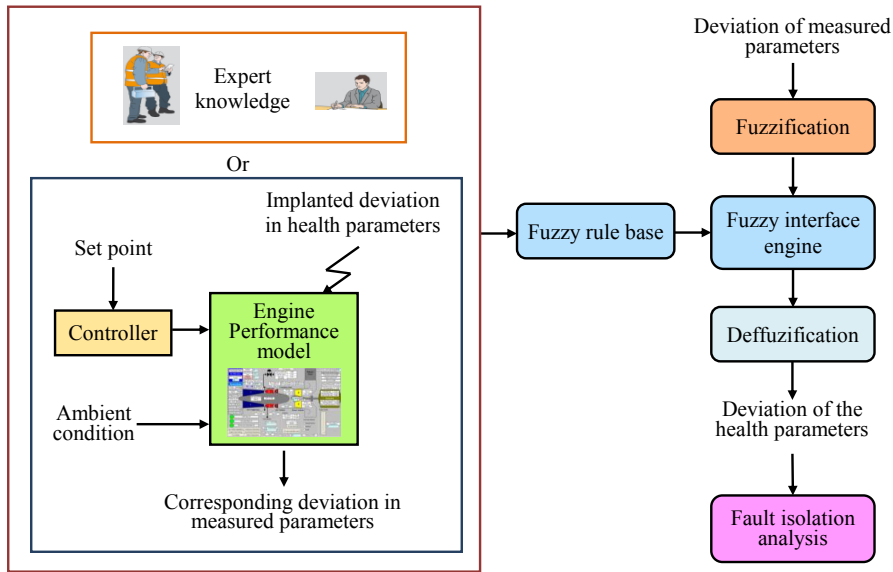 Expert
knowledge
Or
Implanted deviation
in health parameters
Set point
Controller
Engine
Performance
model
Ambient
condition
Corresponding deviation in
measured parameters
Fuzzy rule base
Deviation of measured
parameters
Fuzzification
Fuzzy interface
engine
Deffuzification
Deviation of the
health parameters
Fault isolation
analysis